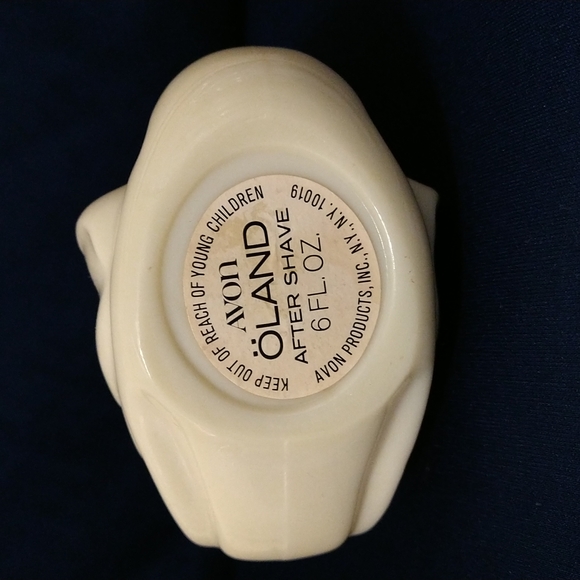 KEEP OUT OF REACH OF YOUNG CHILDREN
AVON
ÖLAND
AFTER SHAVE
6 FL. OZ.
AVON PRODUCTS, INC., N.Y., N.Y. 10019